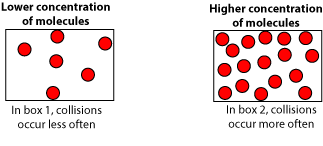 Lower concentration
of molecules
In box 1, collisions
occur less often
Higher concentration
of molecules
In box 2, collisions
occur more often